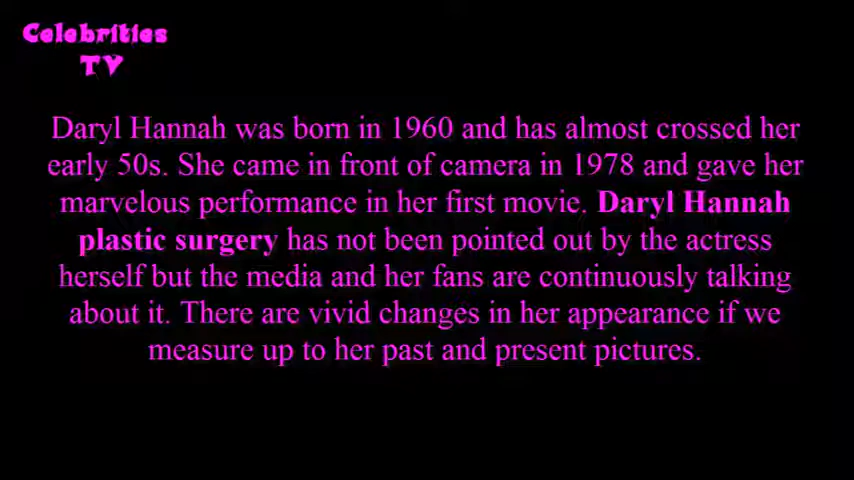 Celebrities
TV
Daryl Hannah was born in 1960 and has almost crossed her
early 50s. She came in front of camera in 1978 and gave her
marvelous performance in her first movie. Daryl Hannah
plastic surgery has not been pointed out by the actress
herself but the media and her fans are continuously talking
about it. There are vivid changes in her appearance if we
measure up to her past and present pictures.